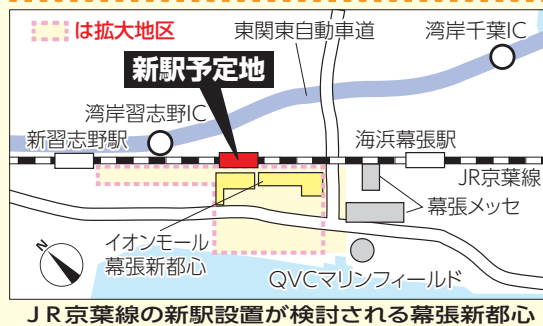 は拡大地区
東関東自動車道
湾岸千葉IC
新駅予定地
湾岸習志野IC
新習志野駅
海浜幕張駅
JR京葉線
幕張メッセ
イオンモール
幕張新都心
N
QVCマリンフィールド
JR京葉線の新駅設置が検討される幕張新都心